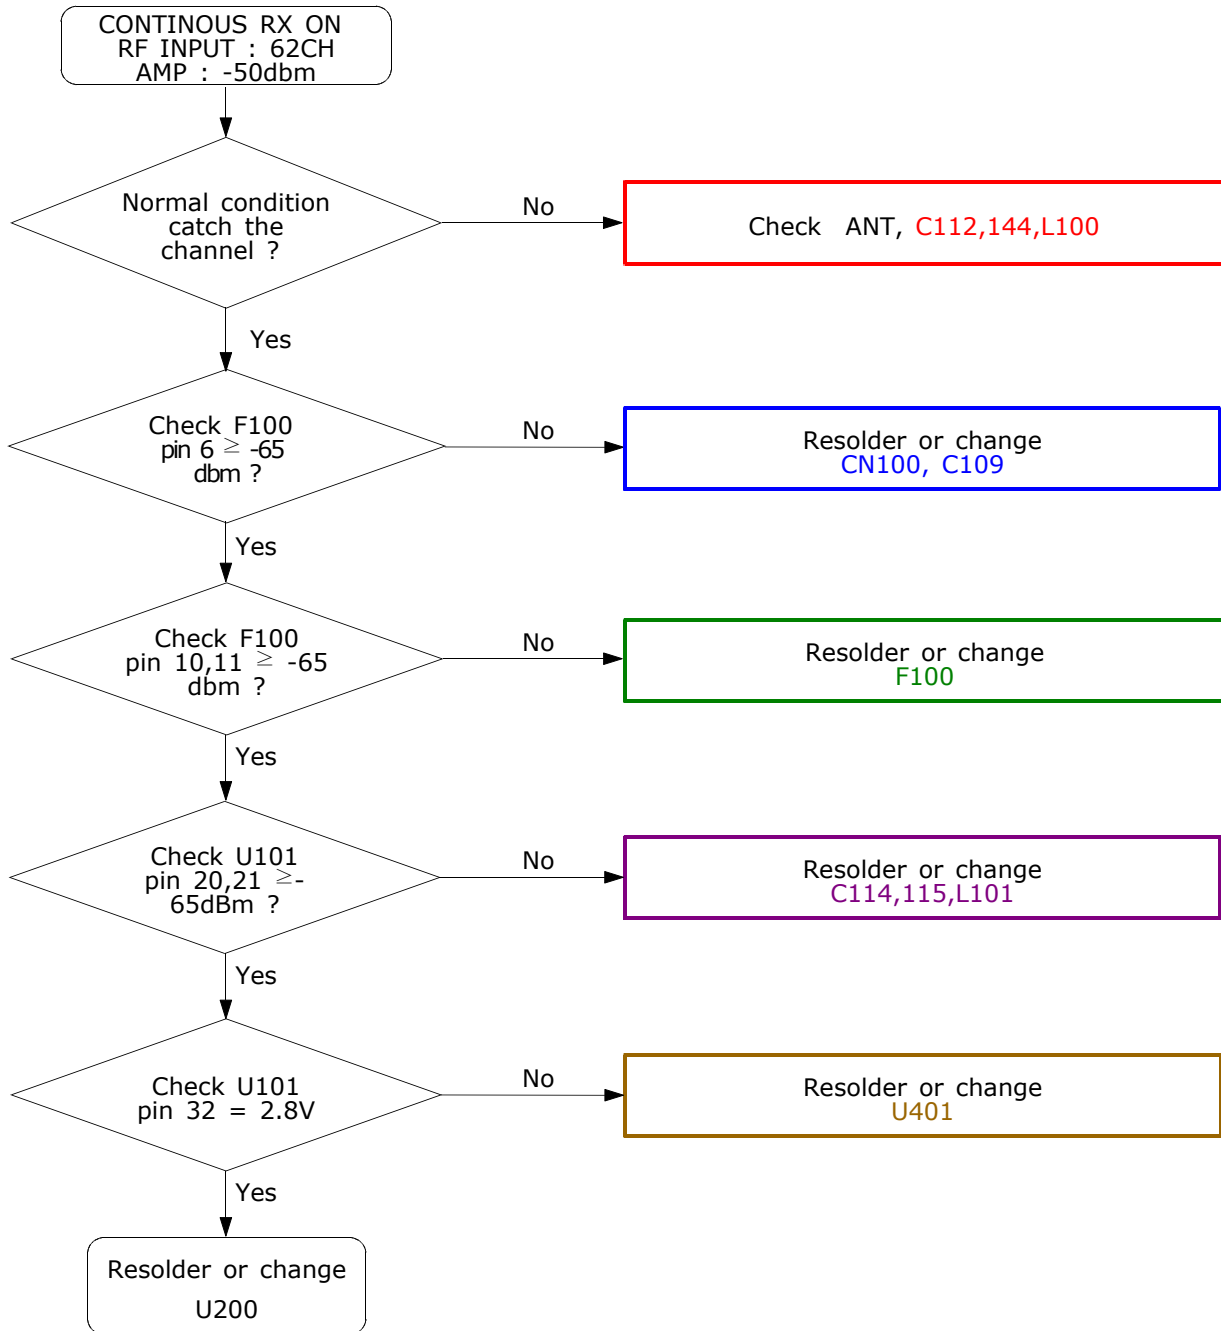 CONTINOUS RX ON
RF INPUT : 62CH
AMP : -50dbm
Normal condition
catch the
channel ?
No
Check ANT, C112,144,L100
Yes
Check F100
pin 6 ≥ -65
dbm ?
No
Resolder or change
CN100, C109
Yes
Check F100
pin 10,11 ≥ -65
dbm ?
No
Resolder or change
F100
Yes
Check U101
pin 20,21 ≥-
65dBm ?
No
Resolder or change
C114,115,L101
Yes
Check U101
pin 32 = 2.8V
No
Resolder or change
U401
Yes
Resolder or change
U200